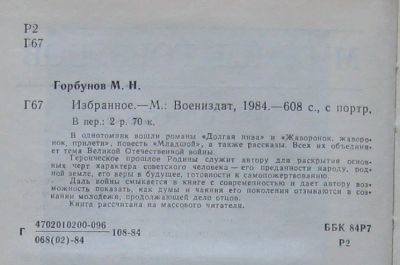 Р2
Г67
Горбунов М. Н.
Г67 Избранное.—М.: Воениздат, 1984.—608 с., с портр.
В пер.: 2 р. 70 к.
В однотомник вошли романы «Долгая нива» и «Жаворонок, жаворо-
нок, прилети», повесть «Младшой», а также рассказы. Всех их объединя-
ет тема Великой Отечественной войны.
Героическое прошлое Родины служит автору для раскрытия основ-
ных черт характера советского человека — его преданности народу, род-
ной земле, его веры в будущее, готовности к самопожертвованию.
Даль войны смыкается в книге с современностью и дает автору воз-
можность показать, как думы и чаяния его поколения отзываются в со-
знании молодежи, продолжающей дело отцов.
Книга рассчитана на массового читателя.
Г 4702010200-096 / 068(02)-84 108-84
ББК 84Р7
Р2